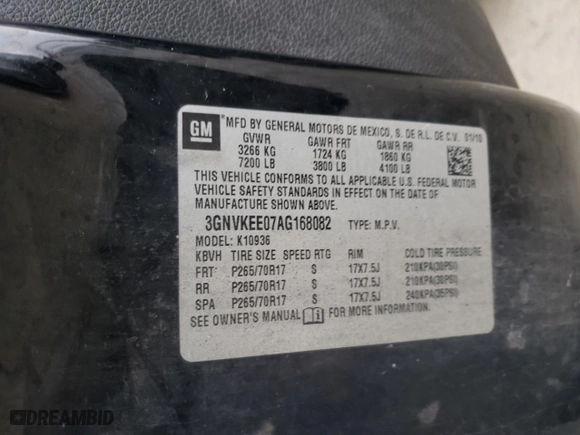 GM
MFD BY GENERAL MOTORS DE MEXICO, S. DE R.L. DE C.V. 01/10
GVWR GAWR FRT GAWR RR
3266 KG 1724 KG 1860 KG
7200 LB 3800 LB 4100 LB
THIS VEHICLE CONFORMS TO ALL APPLICABLE U.S. FEDERAL MOTOR
VEHICLE SAFETY STANDARDS IN EFFECT ON THE DATE OF
MANUFACTURE SHOWN ABOVE.
3GNVKEE07AG168082 TYPE: M.P.V.
MODEL: K10936
KBVH TIRE SIZE SPEED RTG RIM COLD TIRE PRESSURE
FRT P265/70R17 S 17X7.5J 210KPA(30PSI)
RR P265/70R17 S 17X7.5J 210KPA(30PSI)
SPA P265/70R17 S 17X7.5J 240KPA(35PSI)
SEE OWNER'S MANUAL FOR MORE INFORMATION.
DREAMBID